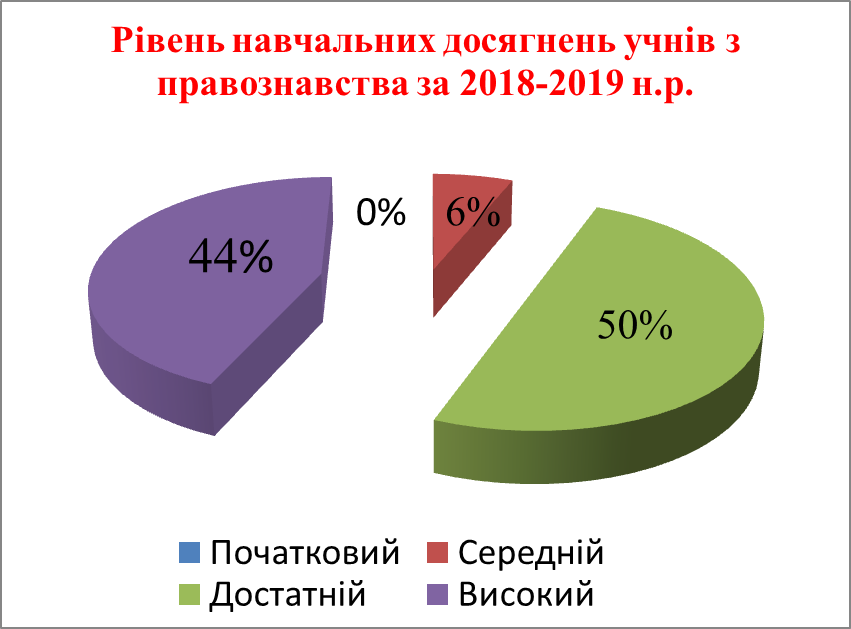 Рівень навчальних досягнень учнів з
правознавства за 2018-2019 н.р.
0%
6%
44%
50%
Початковий
Середній
Достатній
Високий